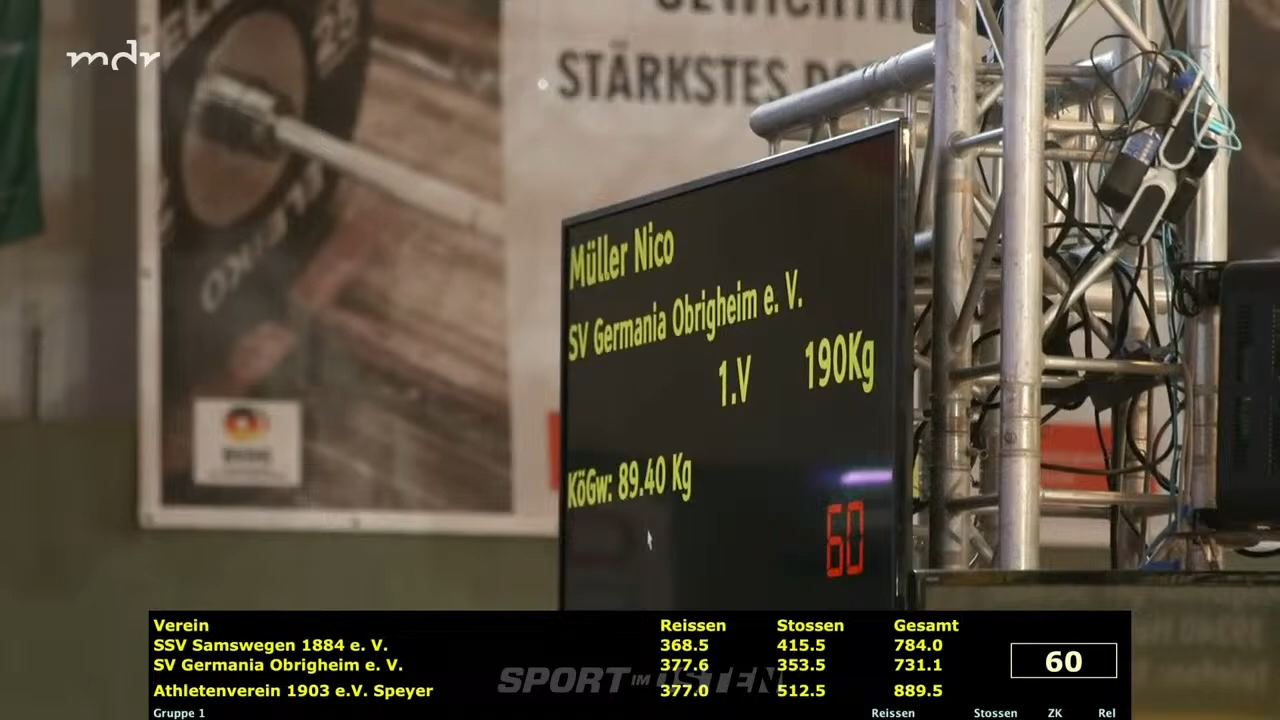 mdr
25
STÄRKSTES
Müller Nico
SV Germania Obrigheim e. V.
1.V 190Kg
KöGw: 89.40 Kg
60
Verein Reissen Stossen Gesamt
SSV Samswegen 1884 e. V. 368.5 415.5 784.0
SV Germania Obrigheim e. V. 377.6 353.5 731.1
Athletenverein 1903 e.V. Speyer 377.0 512.5 889.5
60
SPORT IM OSTEN
Gruppe 1 Reissen Stossen ZK Rel